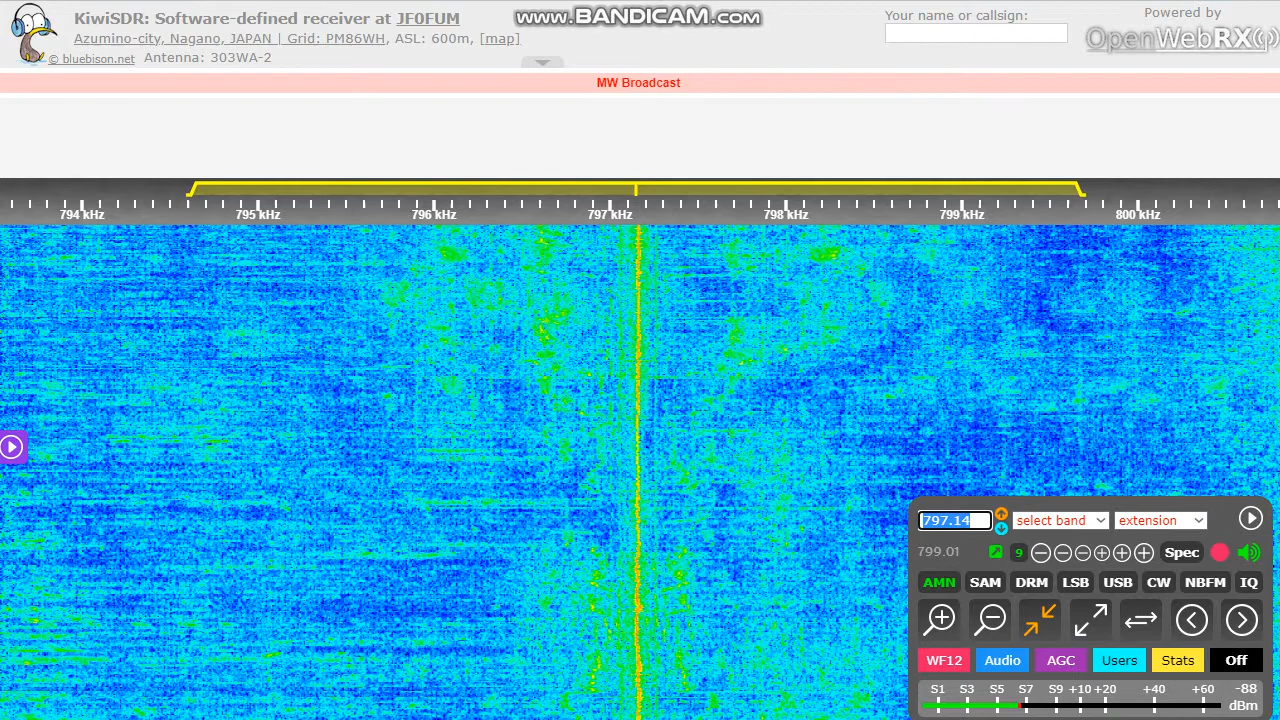 KiwiSDR: Software-defined receiver at JF0FUM
Azumino-city, Nagano, JAPAN | Grid: PM86WH, ASL: 600m, [map]
© bluebison.net Antenna: 303WA-2
www.BANDICAM.com
Your name or callsign:
Powered by
OpenWebRX
MW Broadcast
794 kHz 795 kHz 796 kHz 797 kHz 798 kHz 799 kHz 800 kHz
797.14 select band extension
799.01 9 Spec
AMN SAM DRM LSB USB CW NBFM IQ
WF12 Audio AGC Users Stats Off
S1 S3 S5 S7 S9 +10 +20 +40 +60 -88
dBm